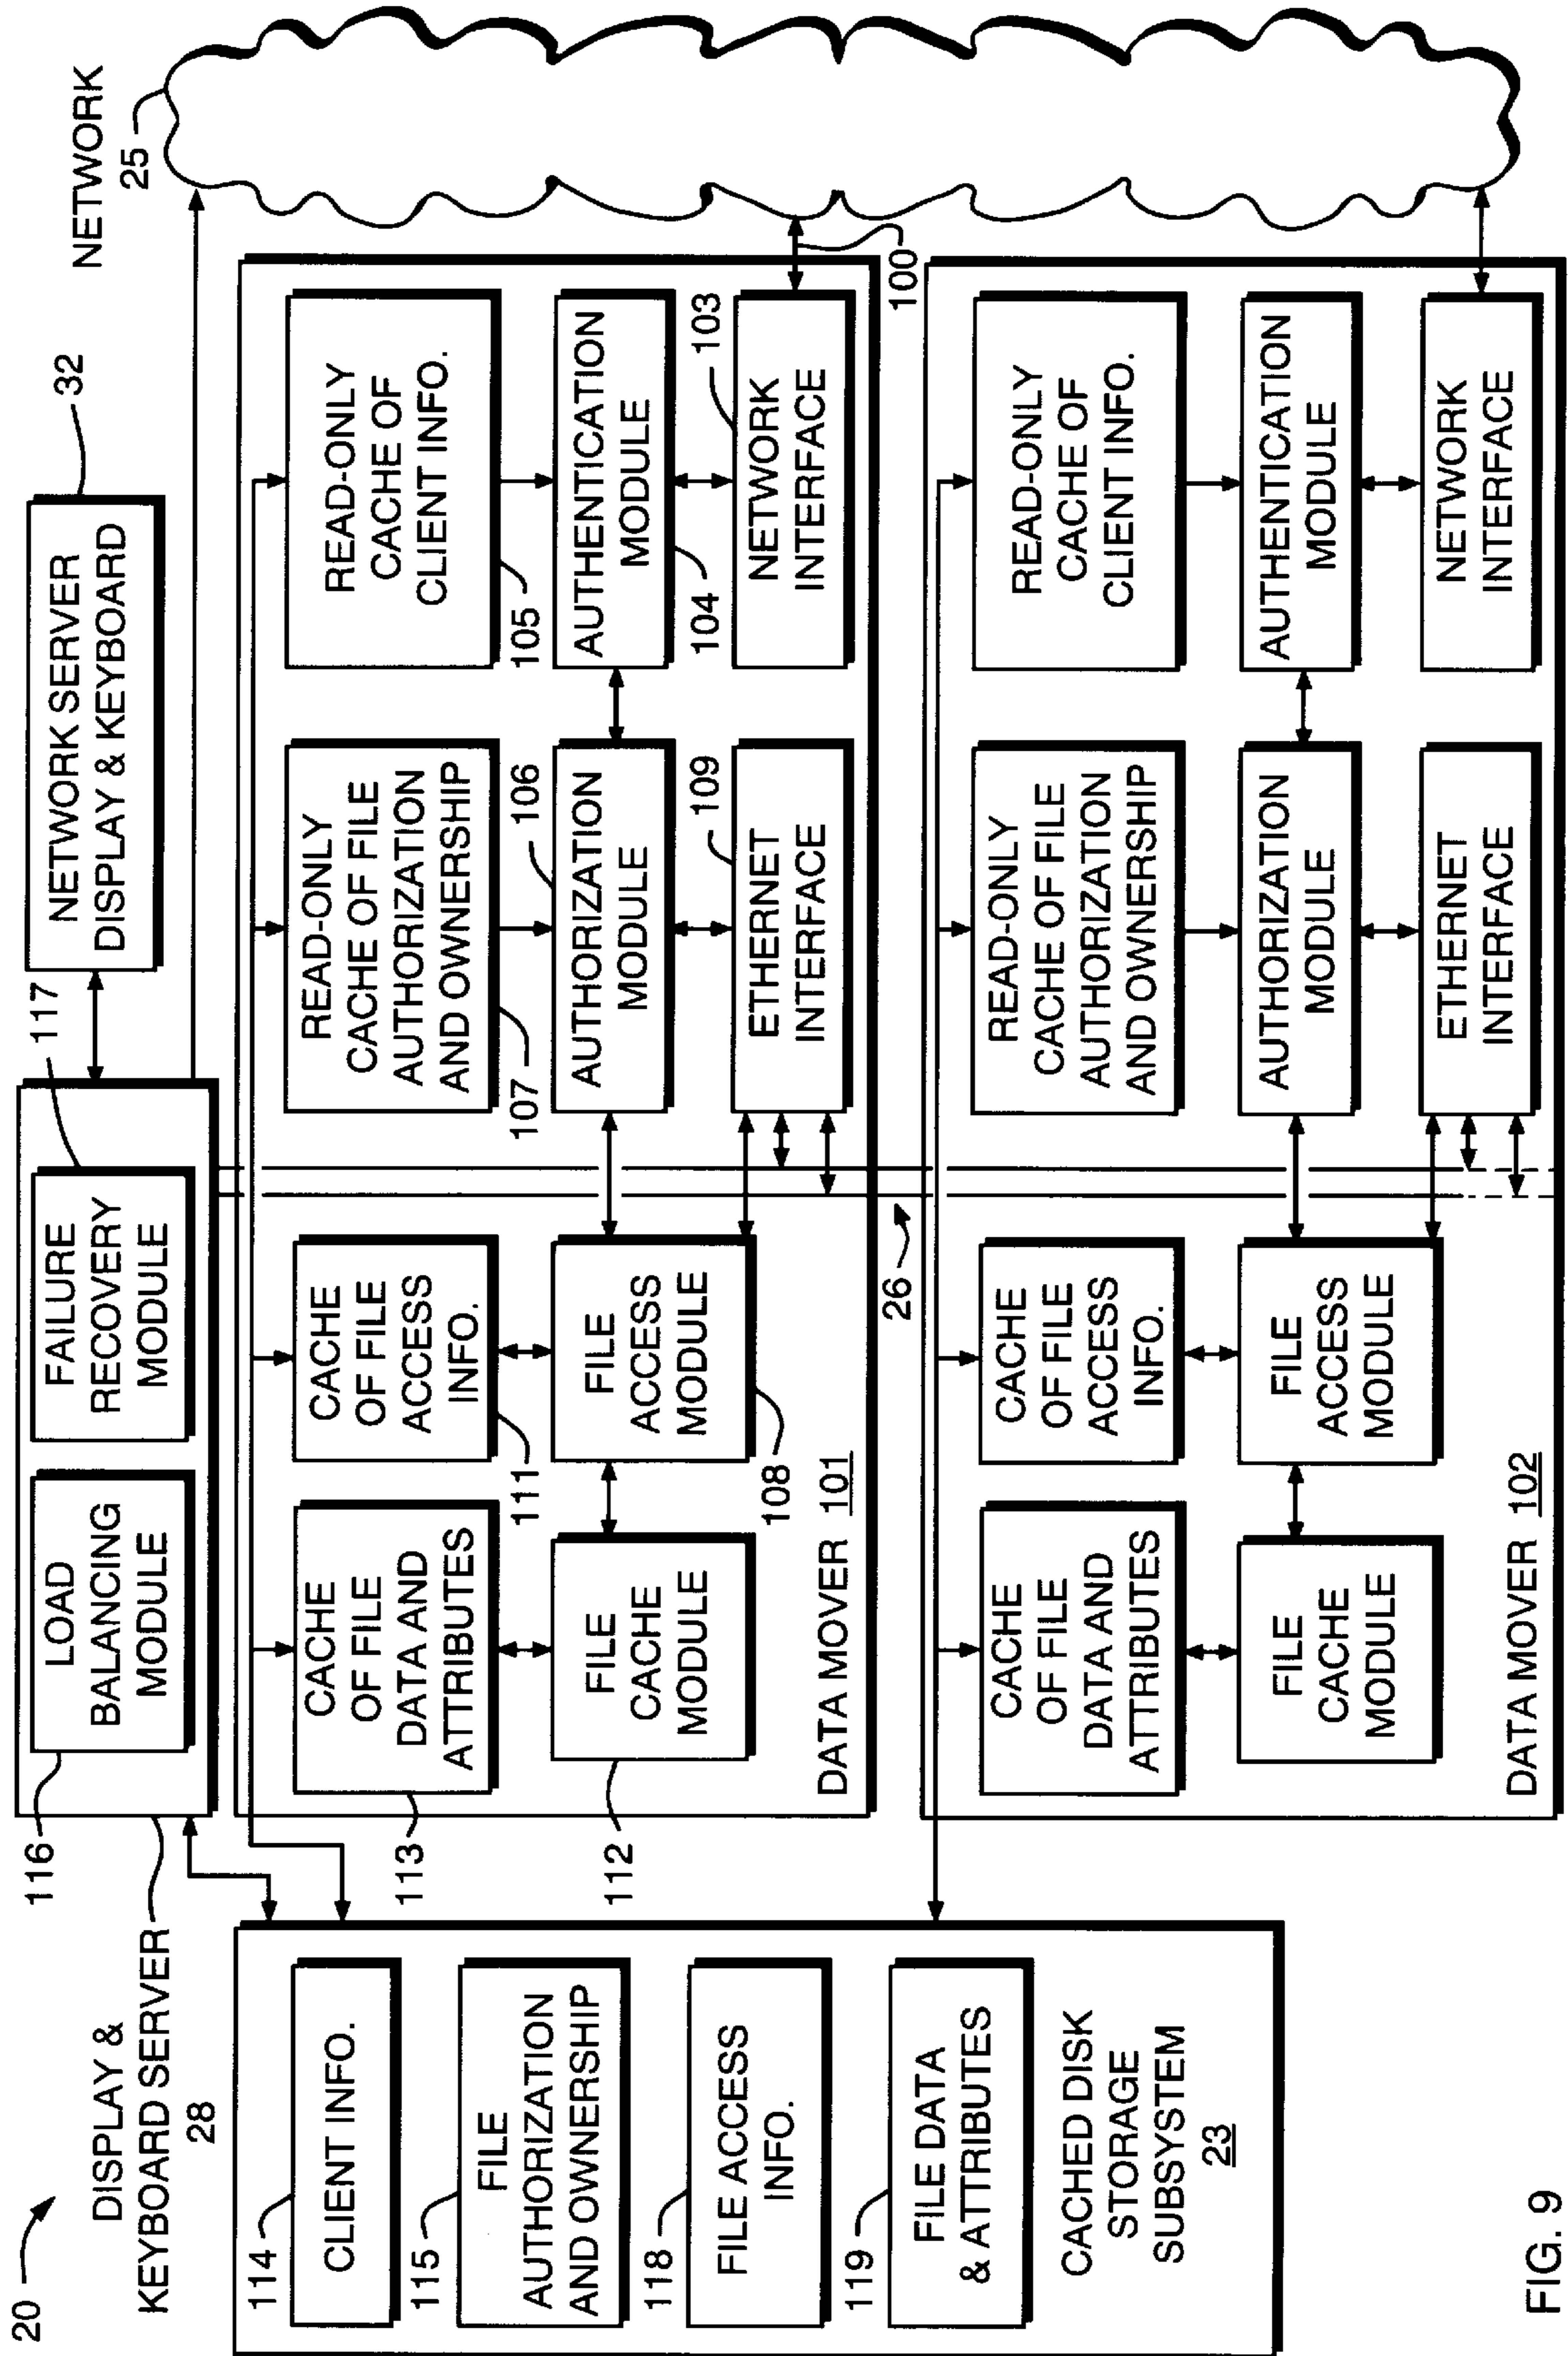 20
DISPLAY &
KEYBOARD SERVER
28
116
LOAD
BALANCING
MODULE
FAILURE
RECOVERY
MODULE
117
NETWORK SERVER
DISPLAY & KEYBOARD
32
NETWORK
25
114
CLIENT INFO.
115
FILE
AUTHORIZATION
AND OWNERSHIP
118
FILE ACCESS
INFO.
119
FILE DATA
& ATTRIBUTES
CACHED DISK
STORAGE
SUBSYSTEM
23
113
CACHE
OF FILE
DATA AND
ATTRIBUTES
111
CACHE
OF FILE
ACCESS
INFO.
107
READ-ONLY
CACHE OF FILE
AUTHORIZATION
AND OWNERSHIP
105
READ-ONLY
CACHE OF
CLIENT INFO.
112
FILE
CACHE
MODULE
108
FILE
ACCESS
MODULE
106
AUTHORIZATION
MODULE
104
AUTHENTICATION
MODULE
109
ETHERNET
INTERFACE
103
NETWORK
INTERFACE
100
DATA MOVER 101
26
CACHE
OF FILE
DATA AND
ATTRIBUTES
CACHE
OF FILE
ACCESS
INFO.
READ-ONLY
CACHE OF FILE
AUTHORIZATION
AND OWNERSHIP
READ-ONLY
CACHE OF
CLIENT INFO.
FILE
CACHE
MODULE
FILE
ACCESS
MODULE
AUTHORIZATION
MODULE
AUTHENTICATION
MODULE
ETHERNET
INTERFACE
NETWORK
INTERFACE
DATA MOVER 102
FIG. 9